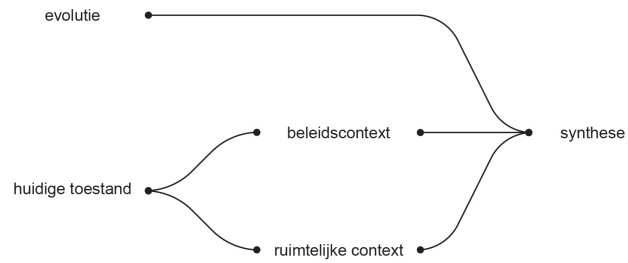 evolutie
beleidscontext
synthese
huidige toestand
ruimtelijke context